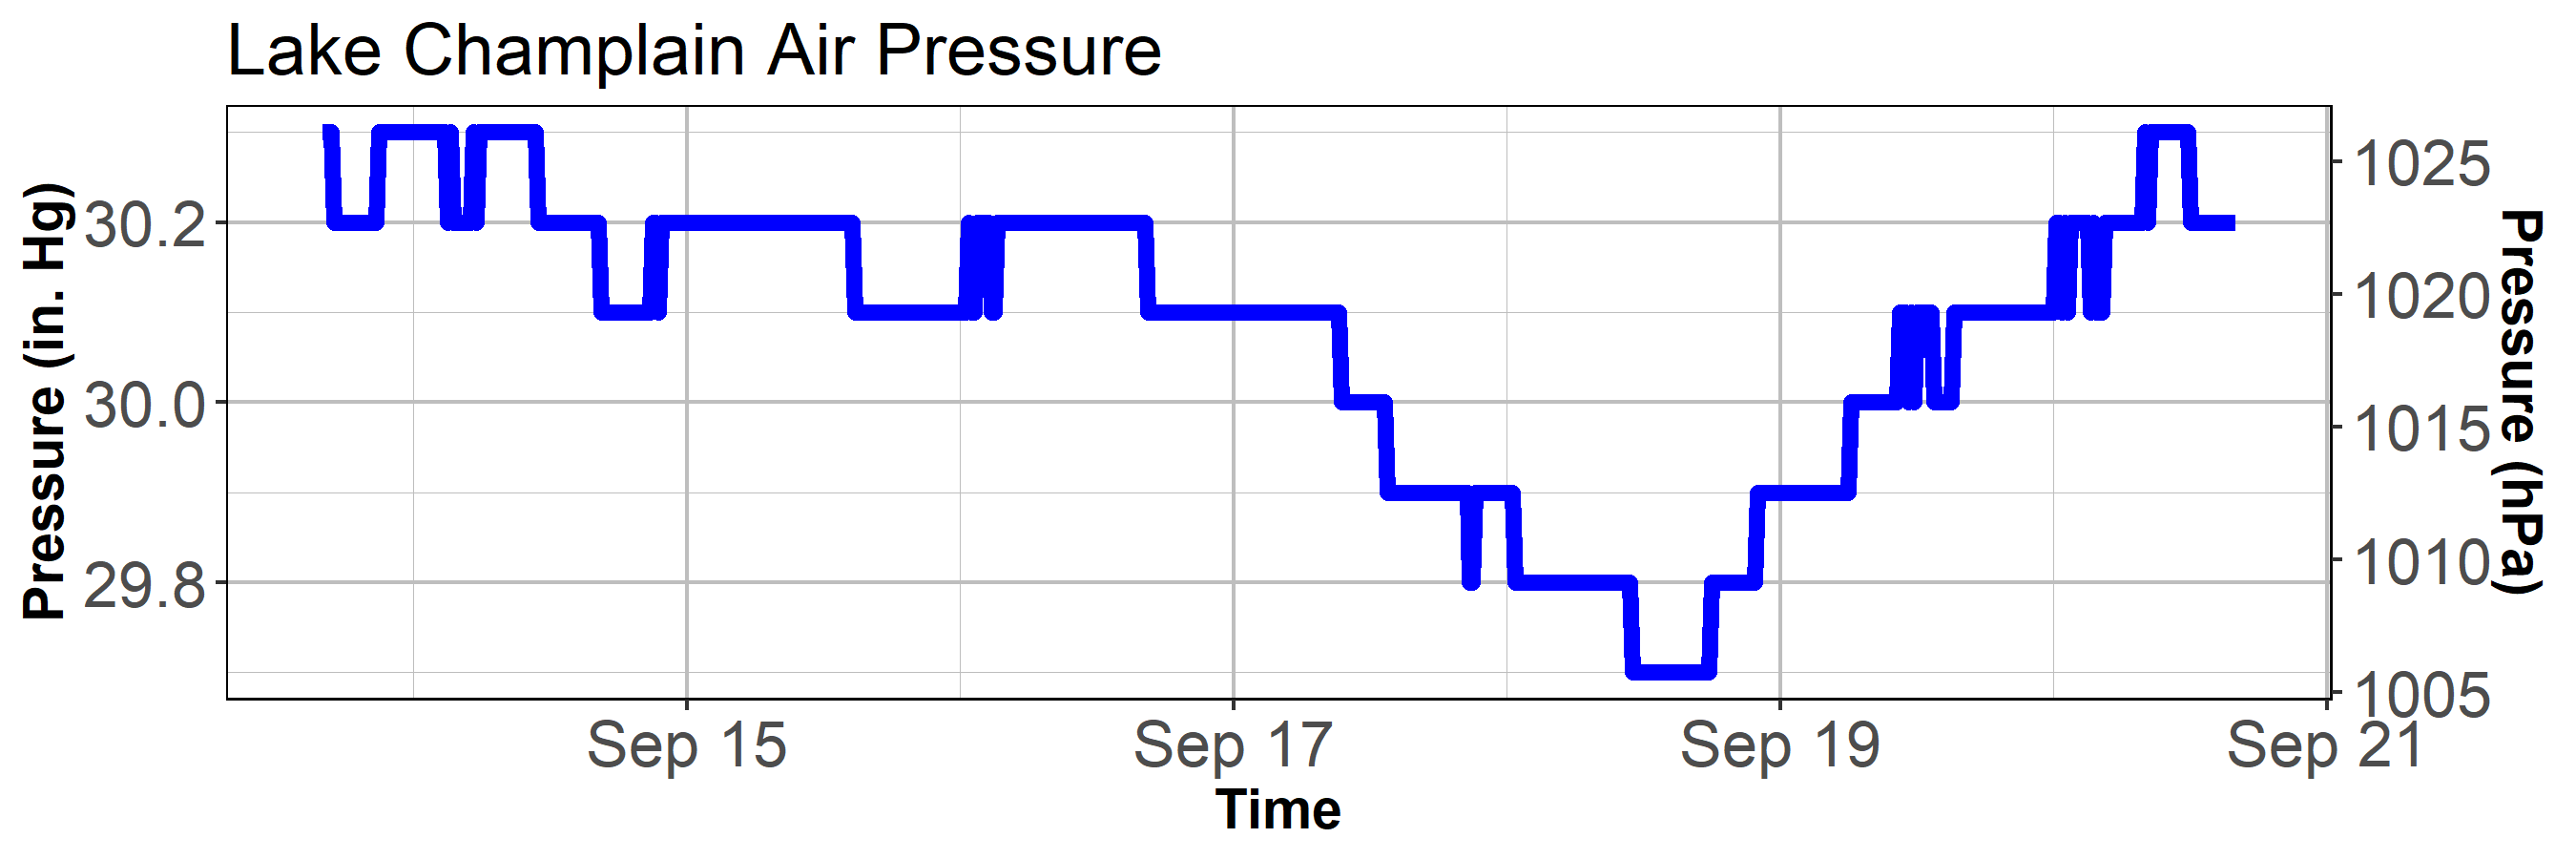 Lake Champlain Air Pressure
Pressure (in. Hg)
30.2
30.0
29.8
1025
1020
1015
1010
1005
Pressure (hPa)
Sep 15
Sep 17
Sep 19
Sep 21
Time